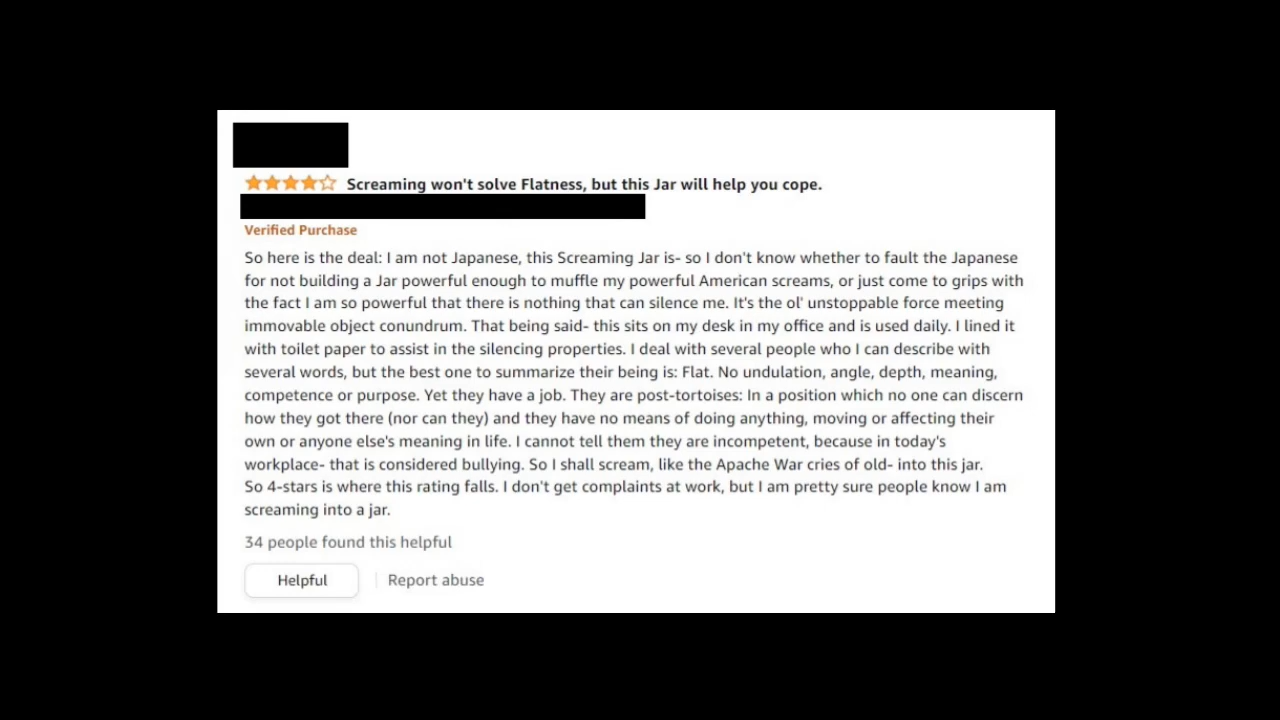 Screaming won't solve Flatness, but this Jar will help you cope.
Verified Purchase
So here is the deal: I am not Japanese, this Screaming Jar is- so I don't know whether to fault the Japanese
for not building a Jar powerful enough to muffle my powerful American screams, or just come to grips with
the fact I am so powerful that there is nothing that can silence me. It's the ol' unstoppable force meeting
immovable object conundrum. That being said- this sits on my desk in my office and is used daily. I lined it
with toilet paper to assist in the silencing properties. I deal with several people who I can describe with
several words, but the best one to summarize their being is: Flat. No undulation, angle, depth, meaning,
competence or purpose. Yet they have a job. They are post-tortoises: In a position which no one can discern
how they got there (nor can they) and they have no means of doing anything, moving or affecting their
own or anyone else's meaning in life. I cannot tell them they are incompetent, because in today's
workplace- that is considered bullying. So I shall scream, like the Apache War cries of old- into this jar.
So 4-stars is where this rating falls. I don't get complaints at work, but I am pretty sure people know I am
screaming into a jar.
34 people found this helpful
Helpful
Report abuse